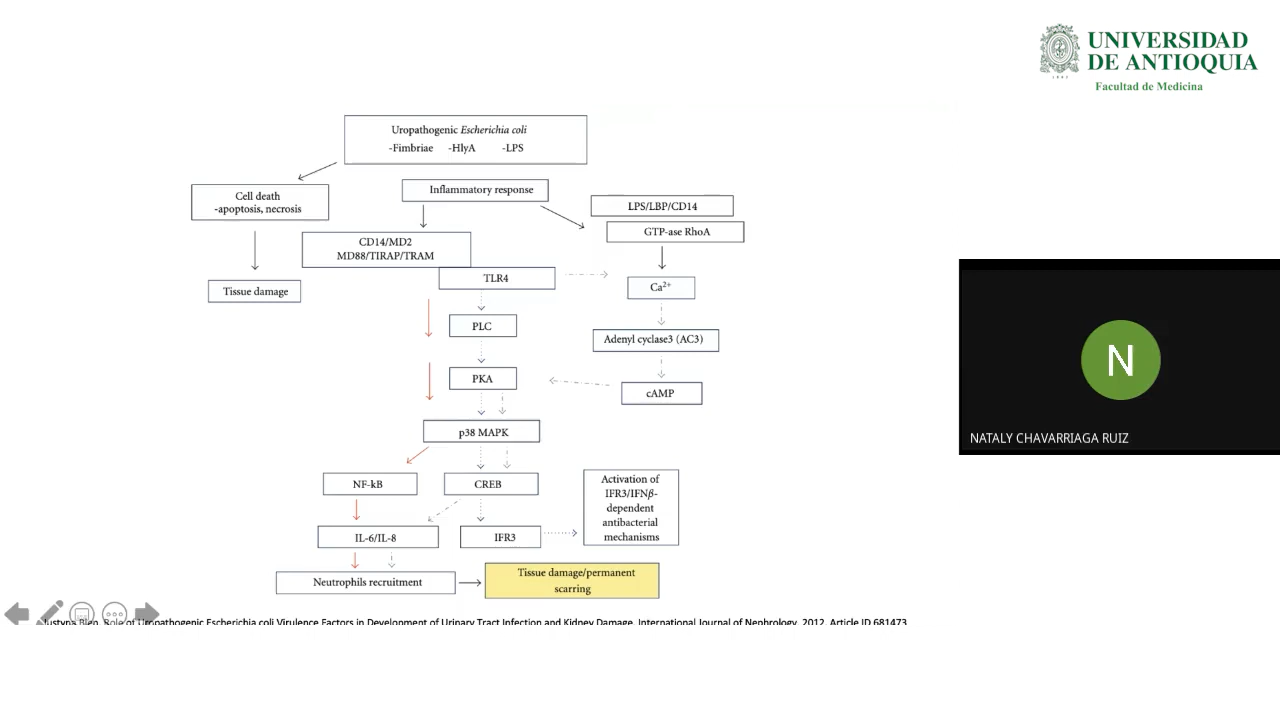 UNIVERSIDAD
DE ANTIOQUIA
1803
Facultad de Medicina
Uropathogenic Escherichia coli
-Fimbriae -HlyA -LPS
Cell death
-apoptosis, necrosis
Inflammatory response
LPS/LBP/CD14
GTP-ase RhoA
CD14/MD2
MD88/TIRAP/TRAM
TLR4
Ca²⁺
Tissue damage
PLC
Adenyl cyclase3 (AC3)
PKA
cAMP
p38 MAPK
NF-kB
CREB
Activation of
IFR3/IFNβ-
dependent
antibacterial
mechanisms
IL-6/IL-8
IFR3
Neutrophils recruitment
Tissue damage/permanent
scarring
Justyna Bien. Role of Uropathogenic Escherichia coli Virulence Factors in Development of Urinary Tract Infection and Kidney Damage. International Journal of Nephrology. 2012. Article ID 681473
N
NATALY CHAVARRIAGA RUIZ